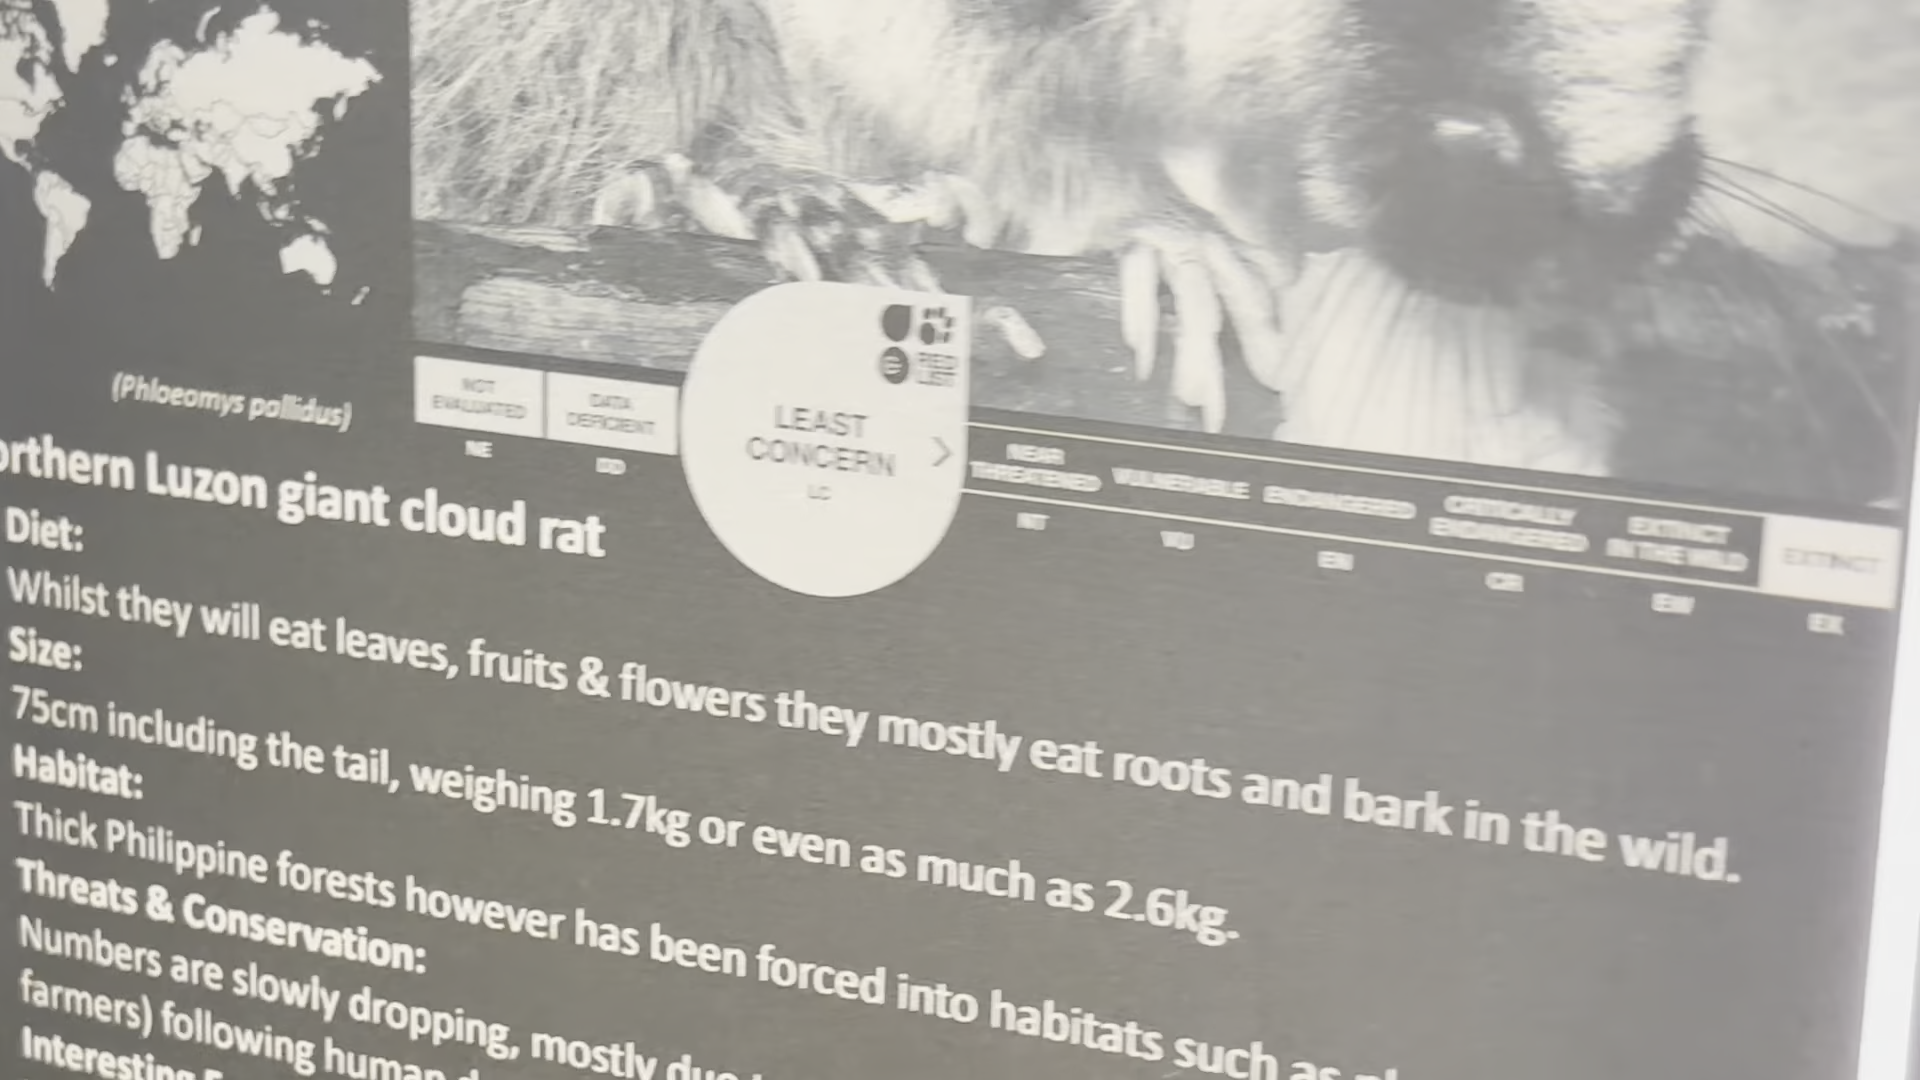 (Phloeomys pallidus)
NOT
EVALUATED
NE
DATA
DEFICIENT
DD
RED
LIST
LEAST
CONCERN
LC
NEAR
THREATENED
NT
VULNERABLE
VU
ENDANGERED
EN
CRITICALLY
ENDANGERED
CR
EXTINCT
IN THE WILD
EW
EXTINCT
EX
orthern Luzon giant cloud rat
Diet:
Whilst they will eat leaves, fruits & flowers they mostly eat roots and bark in the wild.
Size:
75cm including the tail, weighing 1.7kg or even as much as 2.6kg.
Habitat:
Thick Philippine forests however has been forced into habitats such as
Threats & Conservation:
Numbers are slowly dropping, mostly due
farmers) following human
Interesting